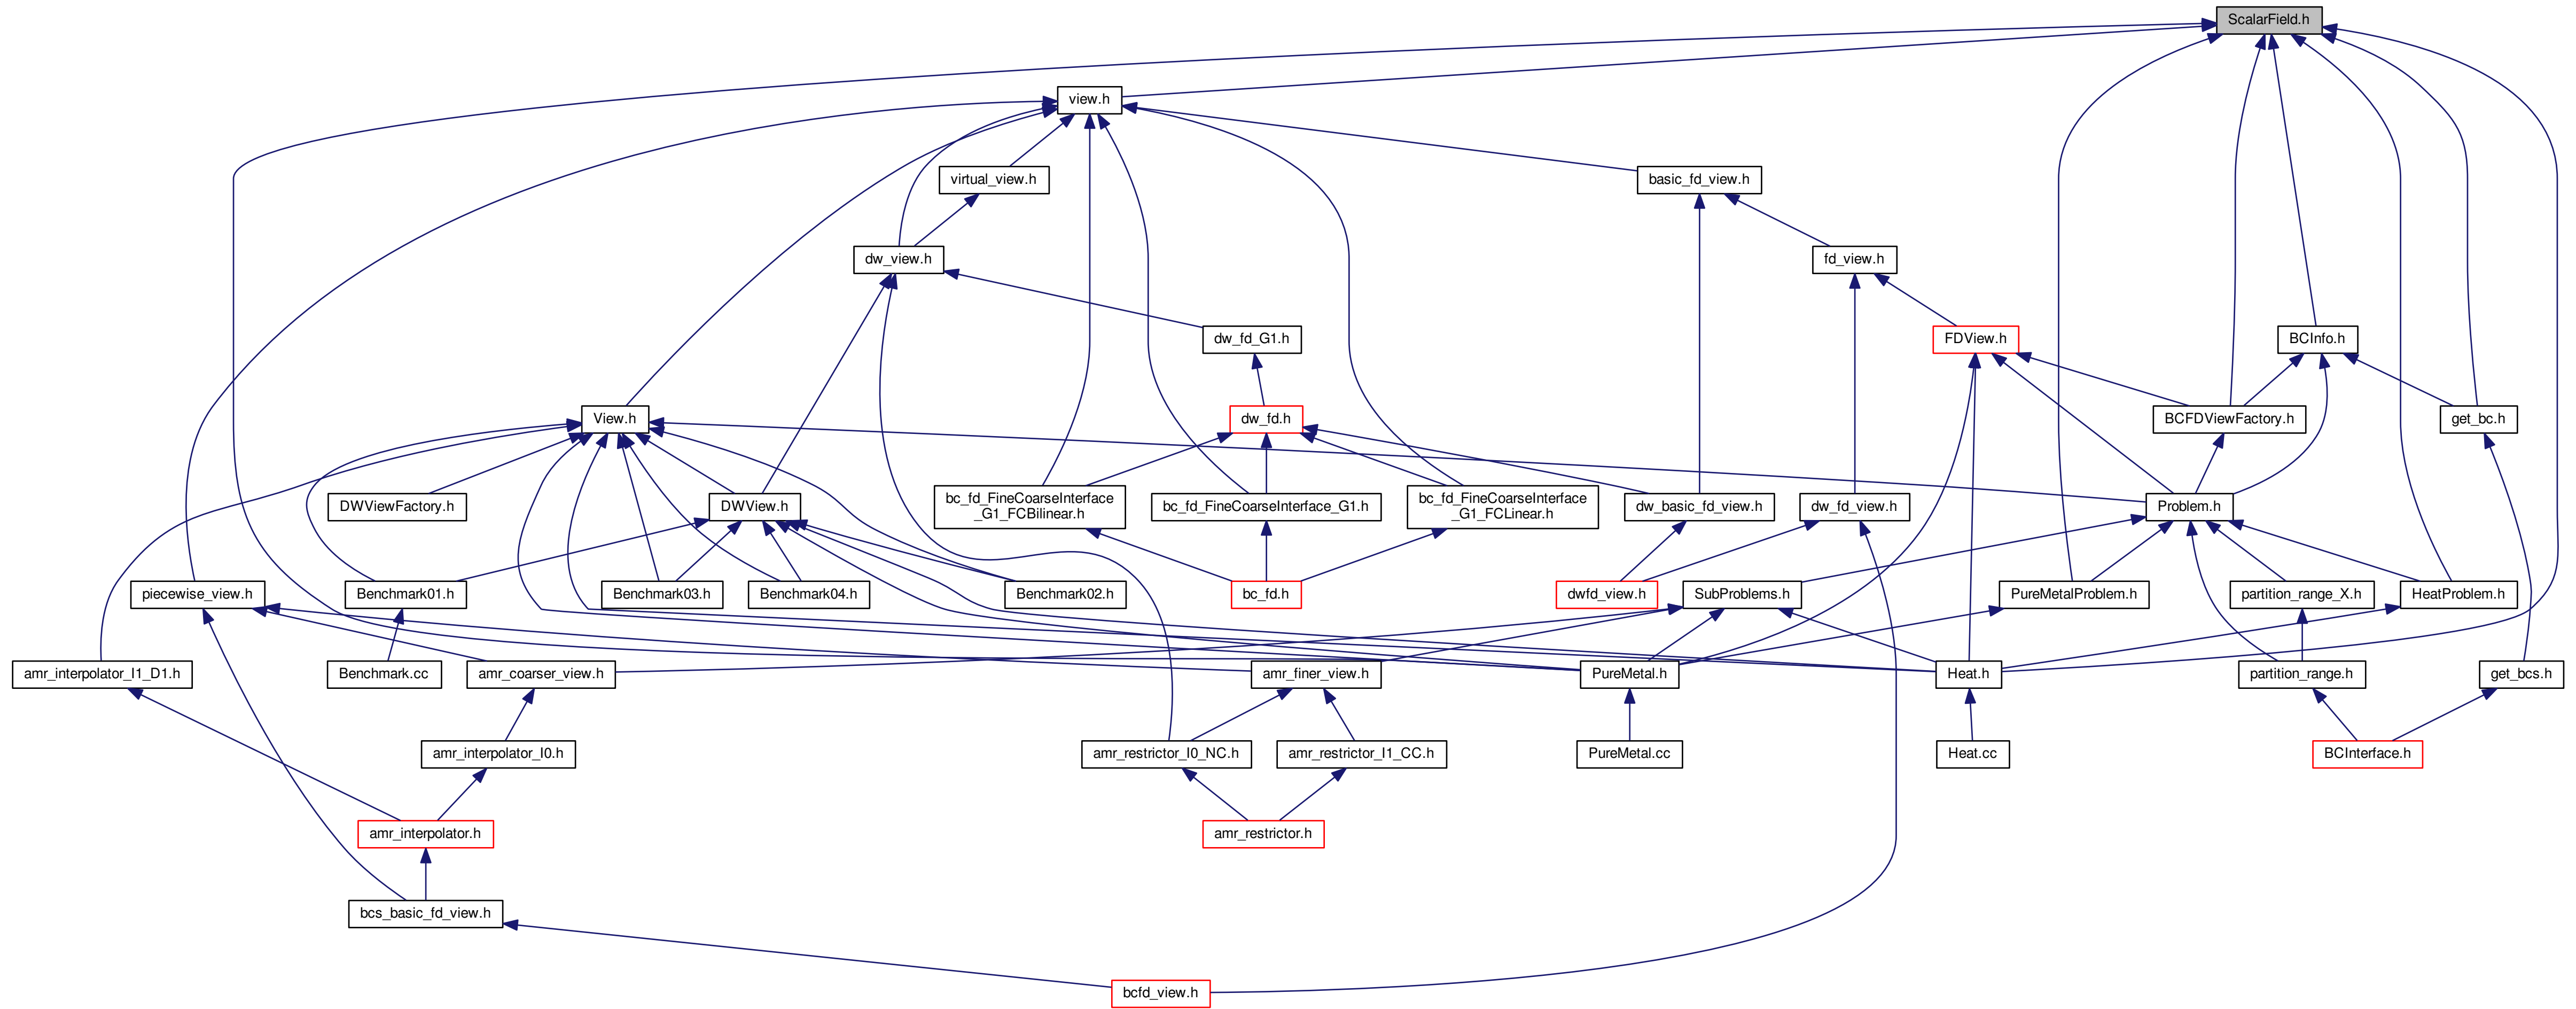 ScalarField.h
view.h
virtual_view.h
basic_fd_view.h
dw_view.h
fd_view.h
dw_fd_G1.h
FDView.h
BCInfo.h
View.h
dw_fd.h
BCFDViewFactory.h
get_bc.h
DWViewFactory.h
DWView.h
bc_fd_FineCoarseInterface
_G1_FCBilinear.h
bc_fd_FineCoarseInterface_G1.h
bc_fd_FineCoarseInterface
_G1_FCLinear.h
dw_basic_fd_view.h
dw_fd_view.h
Problem.h
piecewise_view.h
Benchmark01.h
Benchmark03.h
Benchmark04.h
Benchmark02.h
bc_fd.h
dwfd_view.h
SubProblems.h
PureMetalProblem.h
partition_range_X.h
HeatProblem.h
amr_interpolator_I1_D1.h
Benchmark.cc
amr_coarser_view.h
amr_finer_view.h
PureMetal.h
Heat.h
partition_range.h
get_bcs.h
amr_interpolator_I0.h
amr_restrictor_I0_NC.h
amr_restrictor_I1_CC.h
PureMetal.cc
Heat.cc
BCInterface.h
amr_interpolator.h
amr_restrictor.h
bcs_basic_fd_view.h
bcfd_view.h